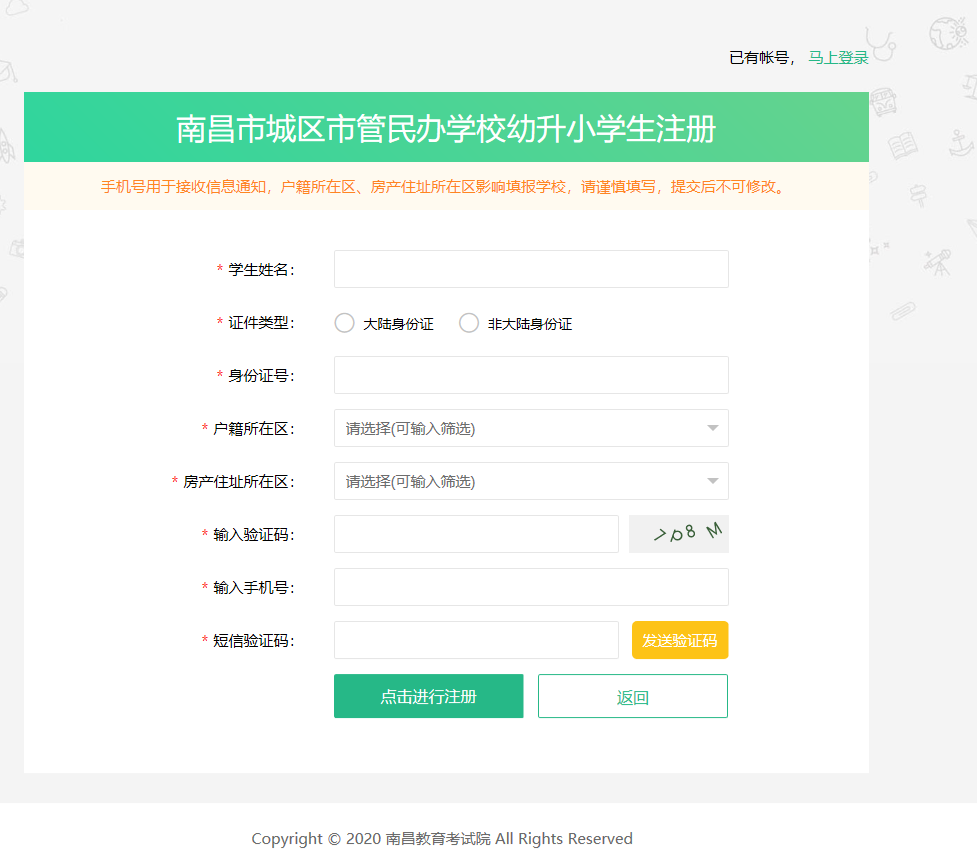 已有帐号， 马上登录
南昌市城区市管民办学校幼升小学生注册
手机号用于接收信息通知，户籍所在区、房产住址所在区影响填报学校，请谨慎填写，提交后不可修改。
* 学生姓名：
* 证件类型： 大陆身份证 非大陆身份证
* 身份证号：
* 户籍所在区： 请选择(可输入筛选)
* 房产住址所在区： 请选择(可输入筛选)
* 输入验证码：
* 输入手机号：
* 短信验证码： 发送验证码
点击进行注册 返回
Copyright © 2020 南昌教育考试院 All Rights Reserved